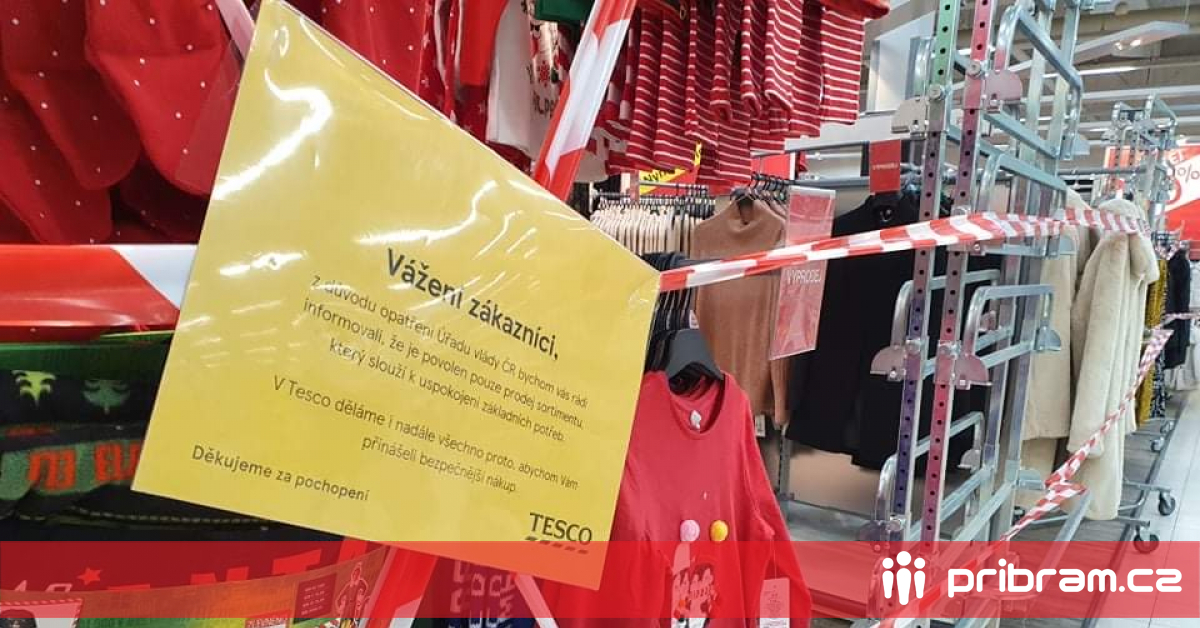 Vážení zákazníci,
Z důvodu opatření Úřadu vlády ČR bychom vás rádi
informovali, že je povolen pouze prodej sortimentu,
který slouží k uspokojení základních potřeb.
V Tesco děláme i nadále všechno proto, abychom Vám
přinášeli bezpečnější nákup.
Děkujeme za pochopení
TESCO
VÝPRODEJ
pribram.cz